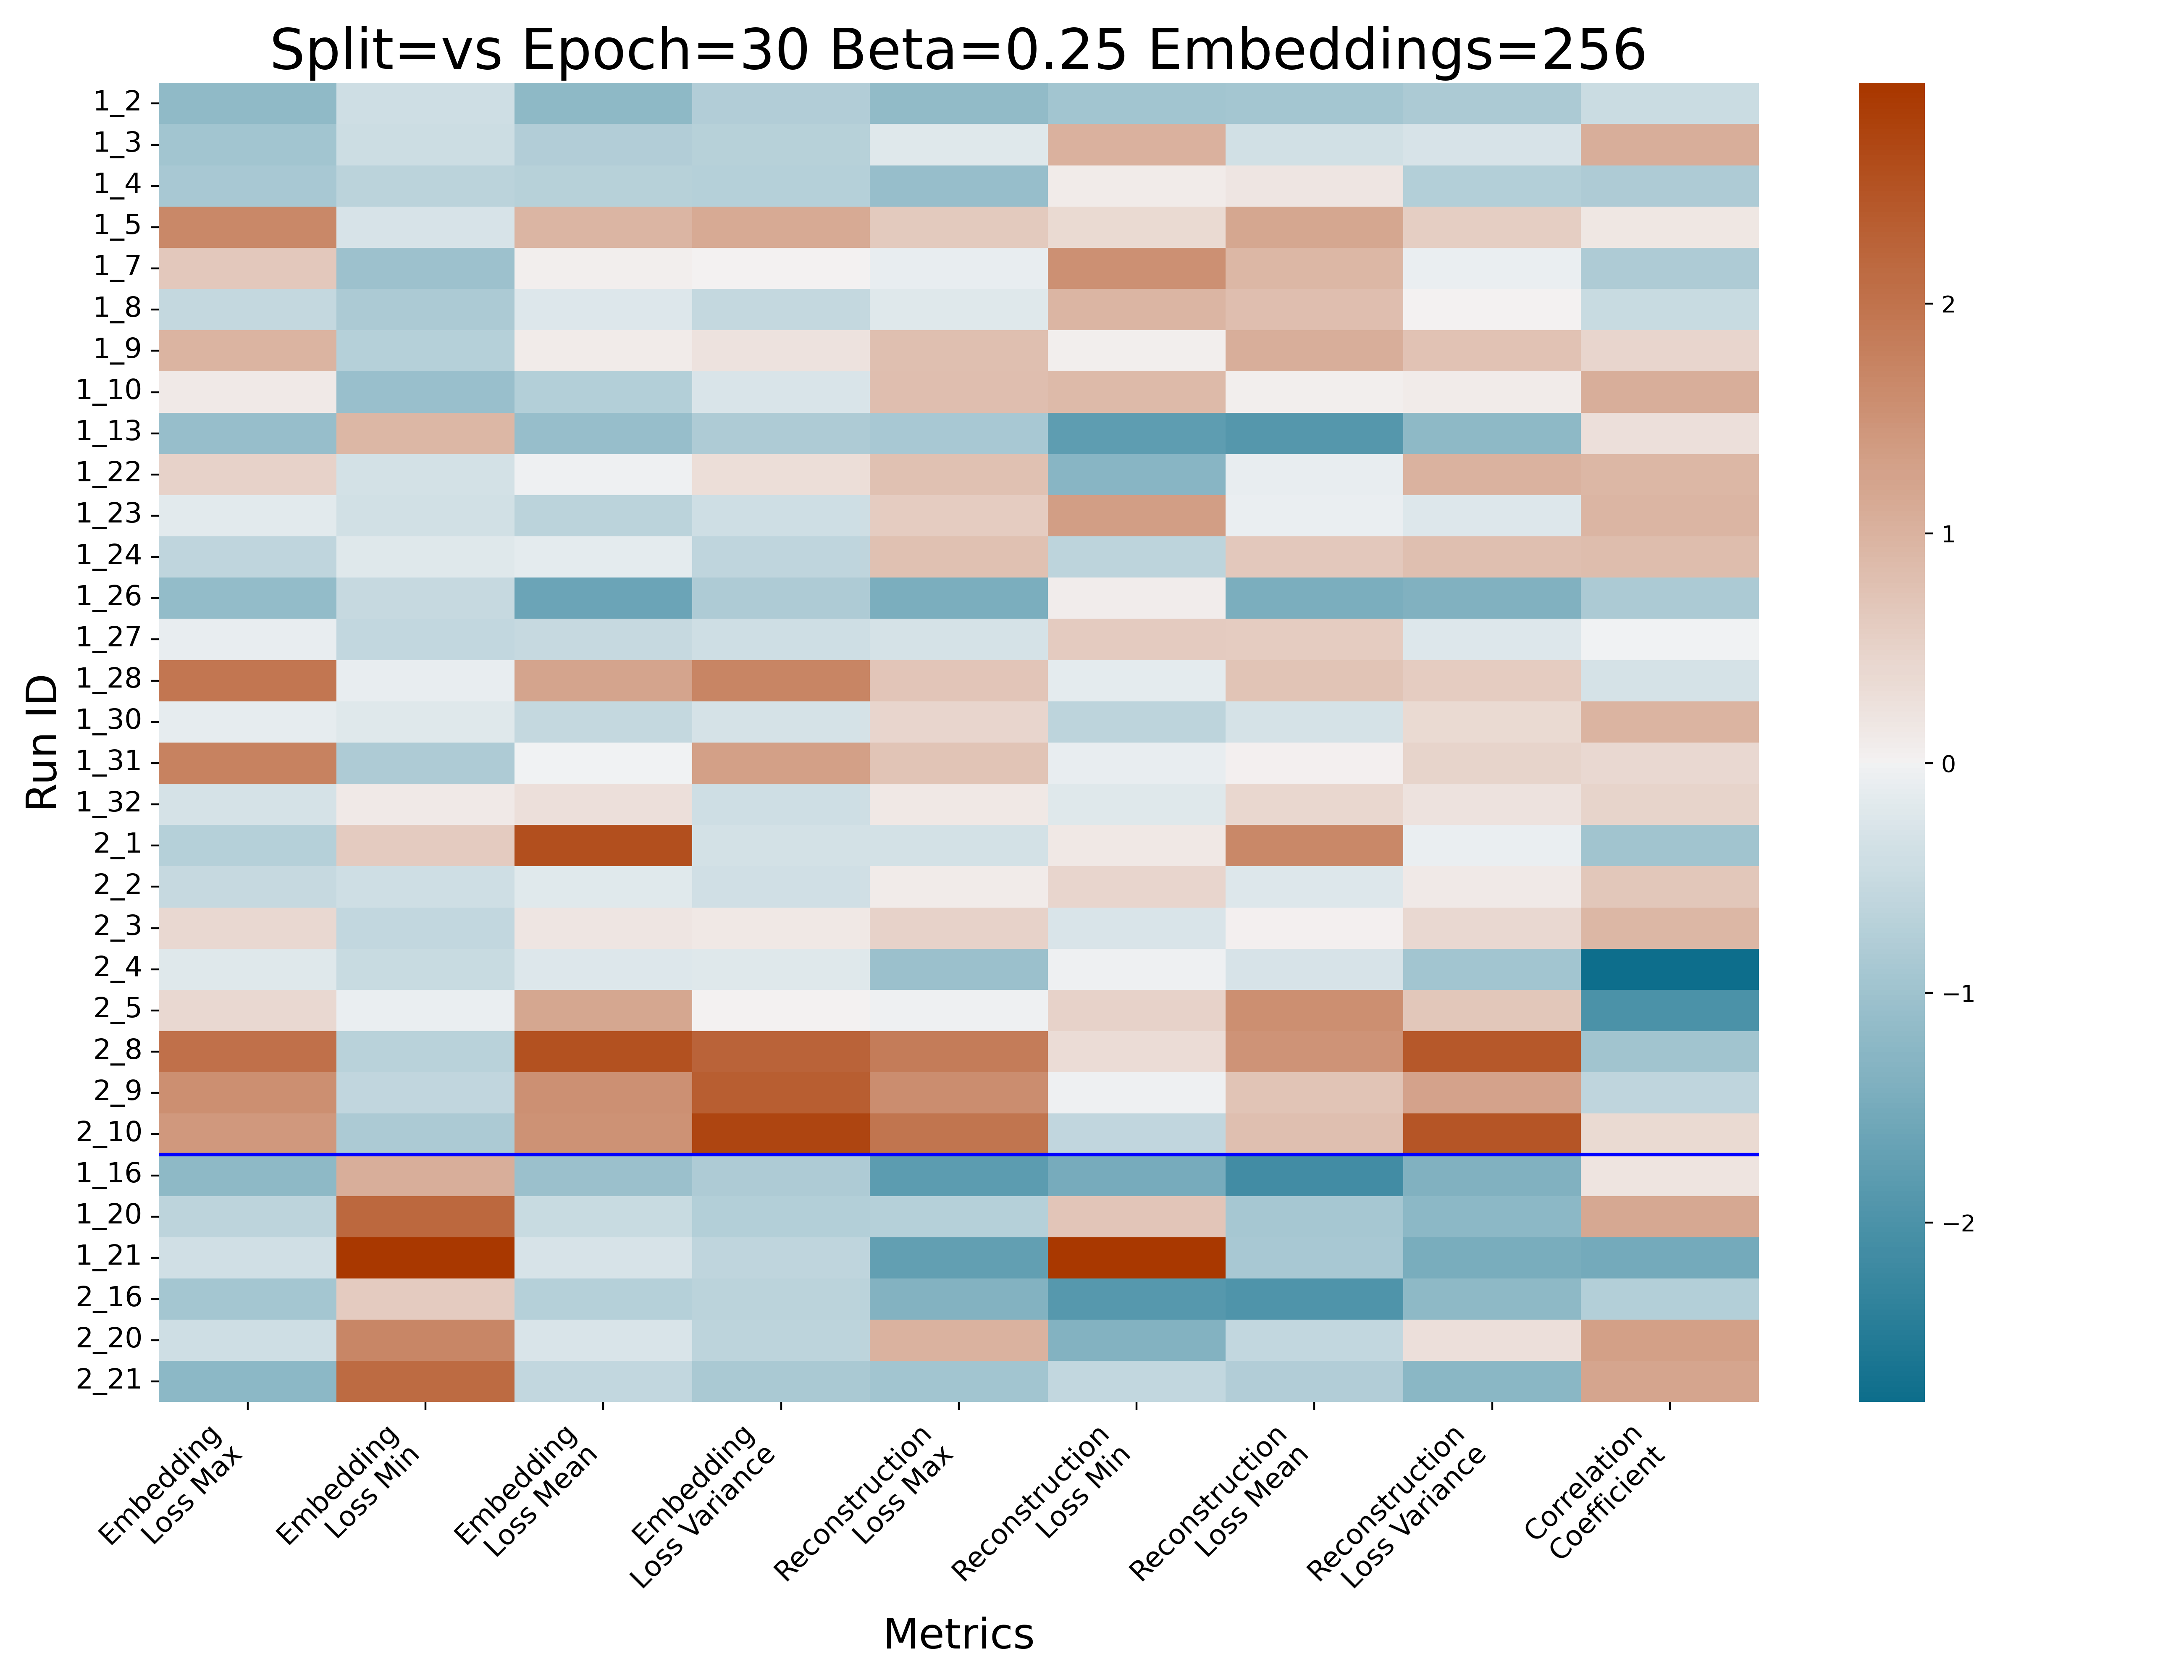 Split=vs Epoch=30 Beta=0.25 Embeddings=256
Run ID
1_2
1_3
1_4
1_5
1_7
1_8
1_9
1_10
1_13
1_22
1_23
1_24
1_26
1_27
1_28
1_30
1_31
1_32
2_1
2_2
2_3
2_4
2_5
2_8
2_9
2_10
1_16
1_20
1_21
2_16
2_20
2_21
2
1
0
−1
−2
Embedding
Loss Max
Embedding
Loss Min
Embedding
Loss Mean
Embedding
Loss Variance
Reconstruction
Loss Max
Reconstruction
Loss Min
Reconstruction
Loss Mean
Reconstruction
Loss Variance
Correlation
Coefficient
Metrics